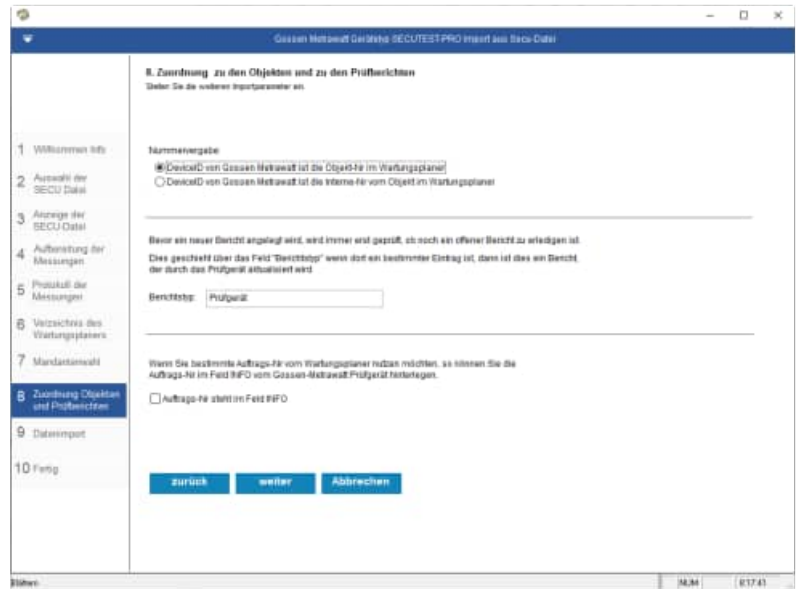 Gossen Metrawatt Gerätetyp SECUTEST-PRO Import aus Secu-Datei
8. Zuordnung zu den Objekten und zu den Prüfberichten
Stellen Sie die weiteren Importparameter ein.
1 Willkommen Info
2 Auswahl der
SECU Datei
3 Anzeige der
SECU-Datei
4 Aufbereitung der
Messungen
5 Protokoll der
Messungen
6 Verzeichnis des
Wartungsplaners
7 Mandantenwahl
8 Zuordnung Objekten
und Prüfberichten
9 Datenimport
10 Fertig
Nummernvergabe
DeviceID von Gossen Metrawatt ist die Objekt-Nr im Wartungsplaner
DeviceID von Gossen Metrawatt ist die Interne-Nr vom Objekt im Wartungsplaner
Bevor ein neuer Bericht angelegt wird, wird immer erst geprüft, ob noch ein offener Bericht zu erledigen ist.
Dies geschieht über das Feld "Berichtstyp" wenn dort ein bestimmter Eintrag ist, dann ist dies ein Bericht,
der durch das Prüfgerät aktualisiert wird
Berichtstyp: Prüfgerät
Wenn Sie bestimmte Auftrags-Nr vom Wartungsplaner nutzen möchten, so können Sie die
Auftrags-Nr im Feld INFO vom Gossen-Metrawatt Prüfgerät hinterlegen.
Auftrags-Nr steht im Feld INFO
zurück weiter Abbrechen
NUM 8:17:41